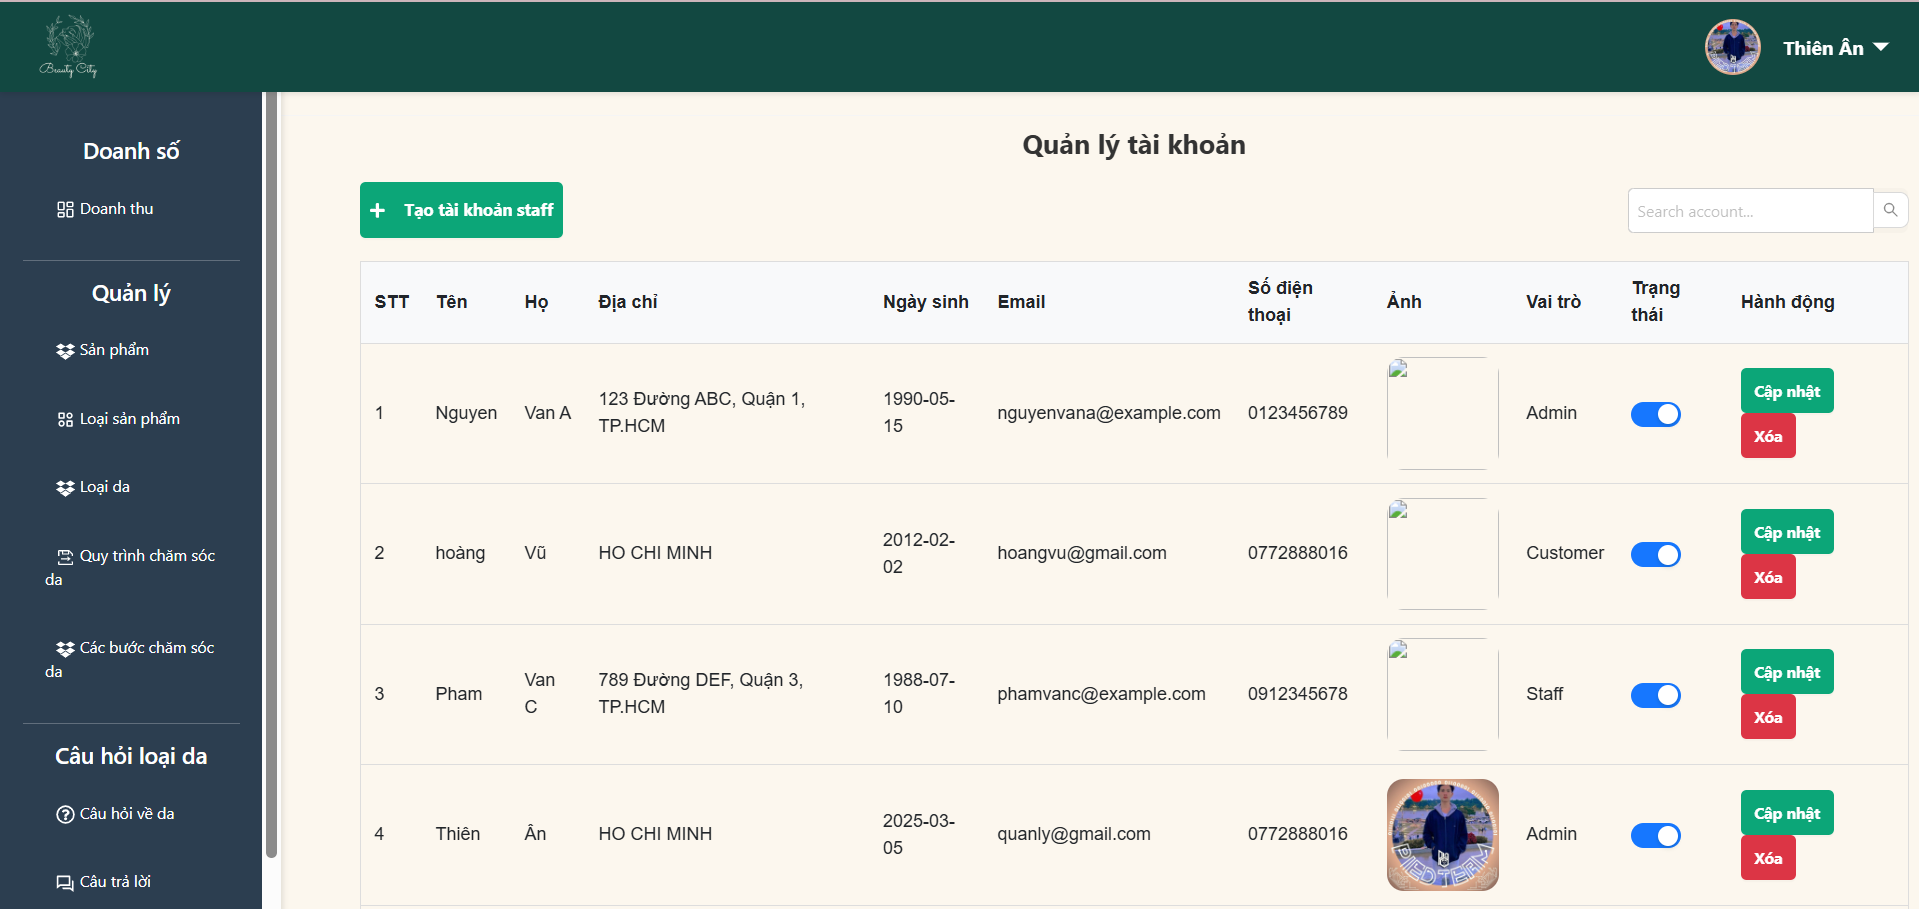 Beauty City
Thiên Ân
Doanh số
Doanh thu
Quản lý
Sản phẩm
Loại sản phẩm
Loại da
Quy trình chăm sóc
da
Các bước chăm sóc
da
Câu hỏi loại da
Câu hỏi về da
Câu trả lời
Quản lý tài khoản
+ Tạo tài khoản staff
Search account...
STT Tên Họ Địa chỉ Ngày sinh Email Số điện thoại Ảnh Vai trò Trạng thái Hành động
1 Nguyen Van A 123 Đường ABC, Quận 1, TP.HCM 1990-05-15 nguyenvana@example.com 0123456789 Admin Cập nhật Xóa
2 hoàng Vũ HO CHI MINH 2012-02-02 hoangvu@gmail.com 0772888016 Customer Cập nhật Xóa
3 Pham Van C 789 Đường DEF, Quận 3, TP.HCM 1988-07-10 phamvanc@example.com 0912345678 Staff Cập nhật Xóa
4 Thiên Ân HO CHI MINH 2025-03-05 quanly@gmail.com 0772888016 PIEDTEAM Admin Cập nhật Xóa